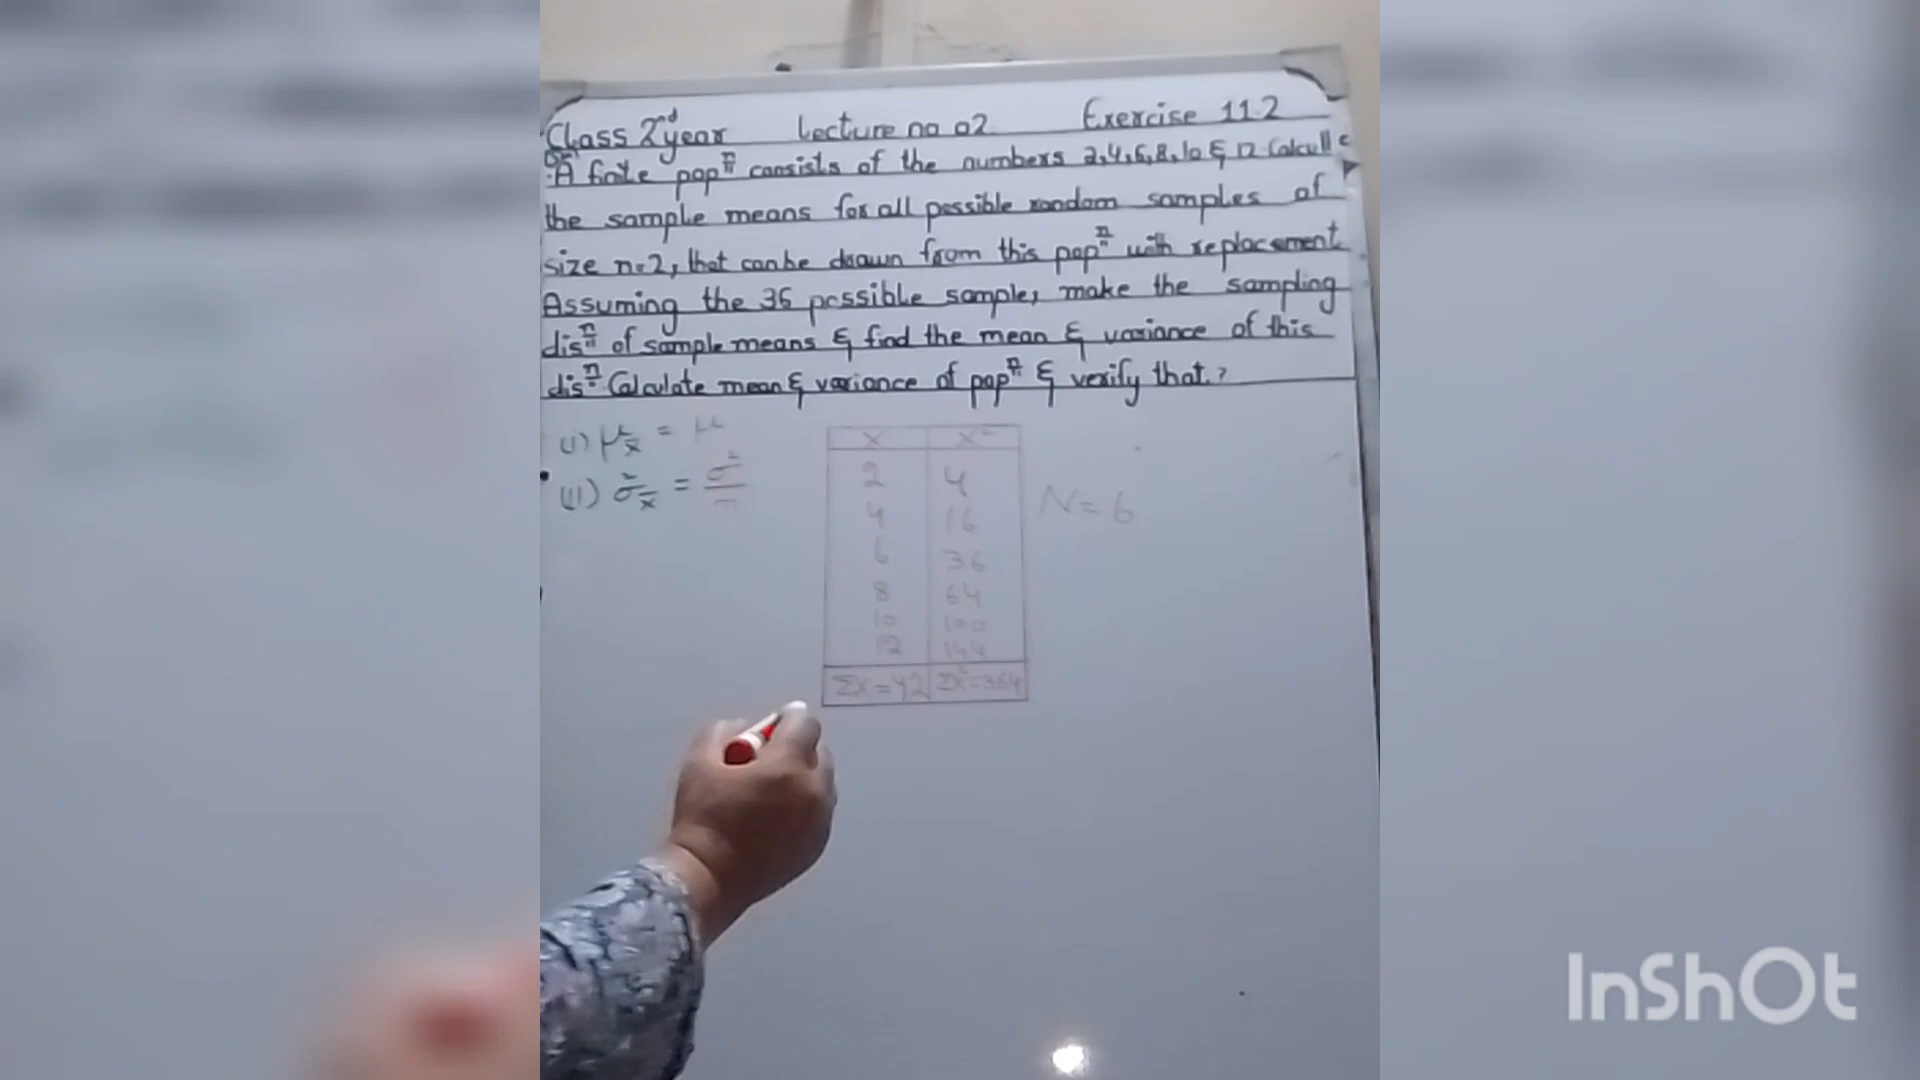 Class 2nd year Lecture no 02 Exercise 11.2
A finite popⁿ consists of the numbers 2,4,6,8,10 & 12 Calcul
the sample means for all possible random samples of
size n=2, that can be drawn from this popⁿ with replacement
Assuming the 36 possible samples make the sampling
disⁿ of sample means & find the mean & variance of this
disⁿ. Calculate mean & variance of popⁿ & verify that?
(i) μx̄ = μ
(ii) σ²x̄ = σ²/n
X X²
2 4
4 16
6 36
8 64
10 100
12 144
ΣX=42 ΣX²=364
N=6
InShOt